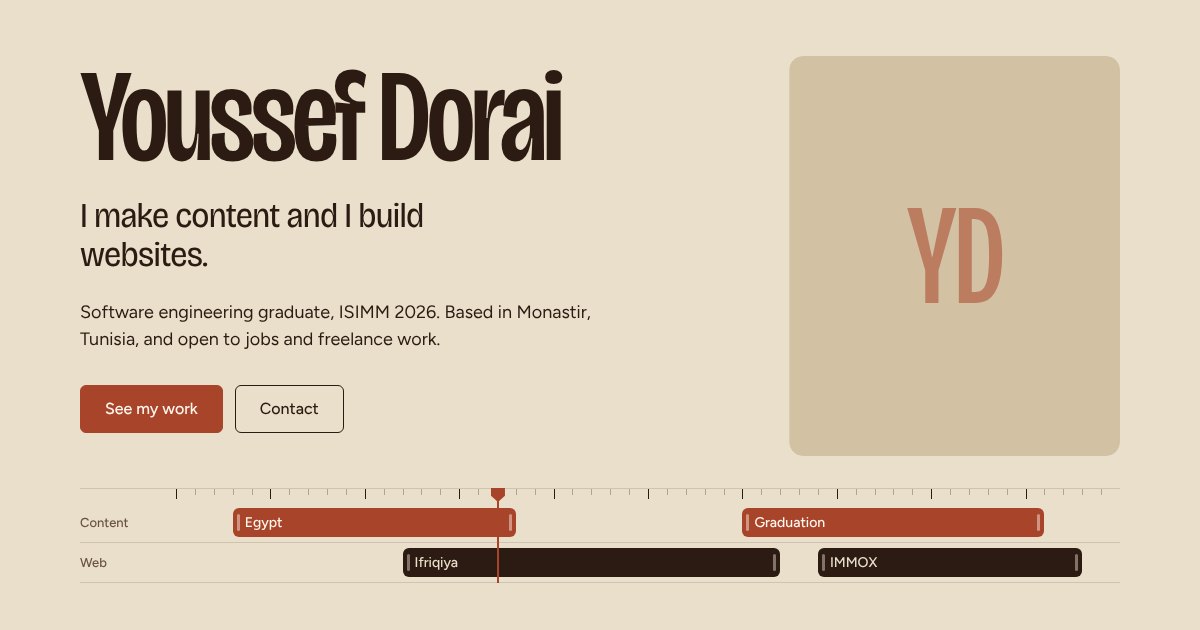 Youssef Dorai
I make content and I build
websites.
Software engineering graduate, ISIMM 2026. Based in Monastir,
Tunisia, and open to jobs and freelance work.
See my work
Contact
YD
Content
Egypt
Graduation
Web
Ifriqiya
IMMOX